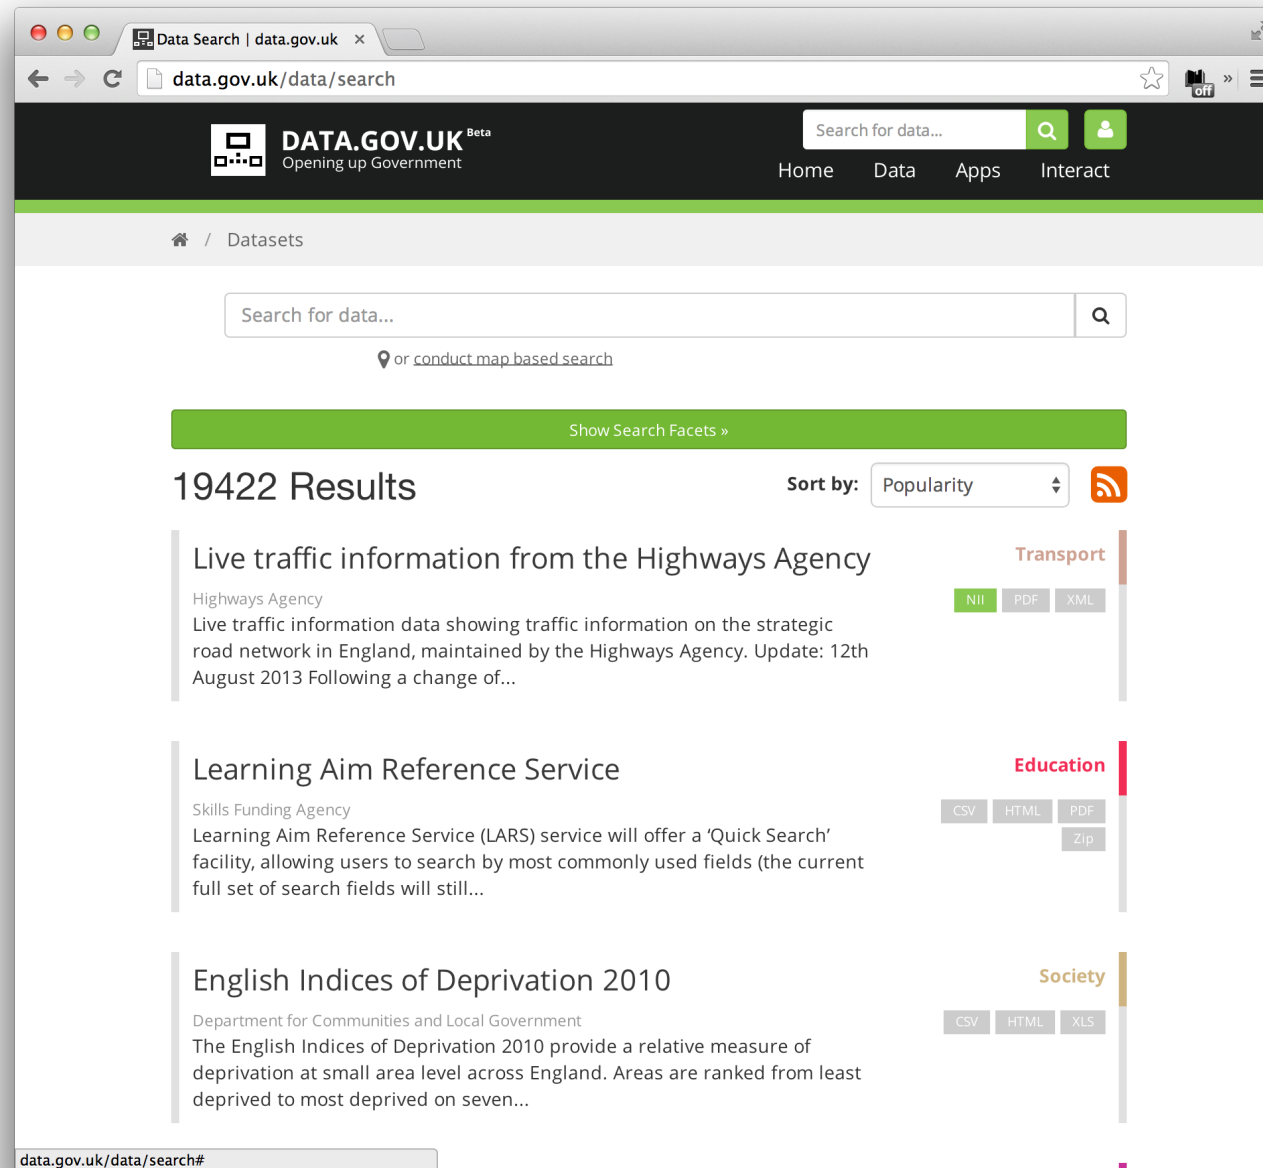 Data Search | data.gov.uk
data.gov.uk/data/search
off
»
DATA.GOV.UK Beta
Opening up Government
Search for data...
Home Data Apps Interact
/ Datasets
Search for data...
or conduct map based search
Show Search Facets »
19422 Results
Sort by: Popularity
Live traffic information from the Highways Agency
Transport
Highways Agency
NII PDF XML
Live traffic information data showing traffic information on the strategic
road network in England, maintained by the Highways Agency. Update: 12th
August 2013 Following a change of...
Learning Aim Reference Service
Education
Skills Funding Agency
CSV HTML PDF
Zip
Learning Aim Reference Service (LARS) service will offer a ‘Quick Search’
facility, allowing users to search by most commonly used fields (the current
full set of search fields will still...
English Indices of Deprivation 2010
Society
Department for Communities and Local Government
CSV HTML XLS
The English Indices of Deprivation 2010 provide a relative measure of
deprivation at small area level across England. Areas are ranked from least
deprived to most deprived on seven...
data.gov.uk/data/search#